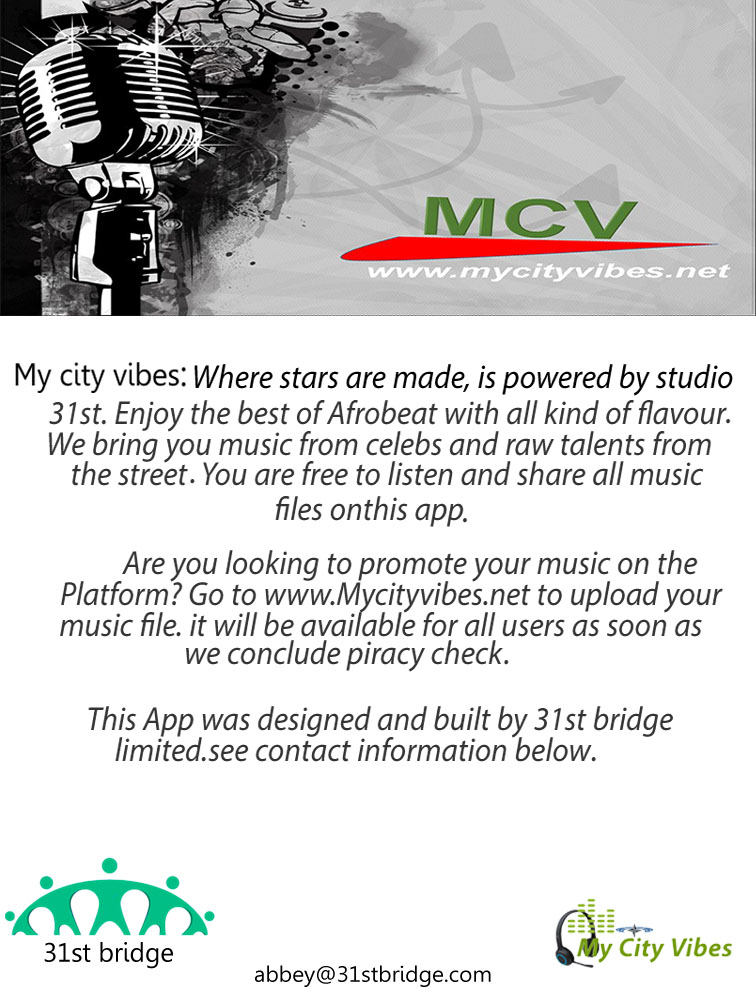 MCV
www.mycityvibes.net
My city vibes: Where stars are made, is powered by studio
31st. Enjoy the best of Afrobeat with all kind of flavour.
We bring you music from celebs and raw talents from
the street. You are free to listen and share all music
files onthis app.
Are you looking to promote your music on the
Platform? Go to www.Mycityvibes.net to upload your
music file. it will be available for all users as soon as
we conclude piracy check.
This App was designed and built by 31st bridge
limited.see contact information below.
31st bridge
My City Vibes
abbey@31stbridge.com